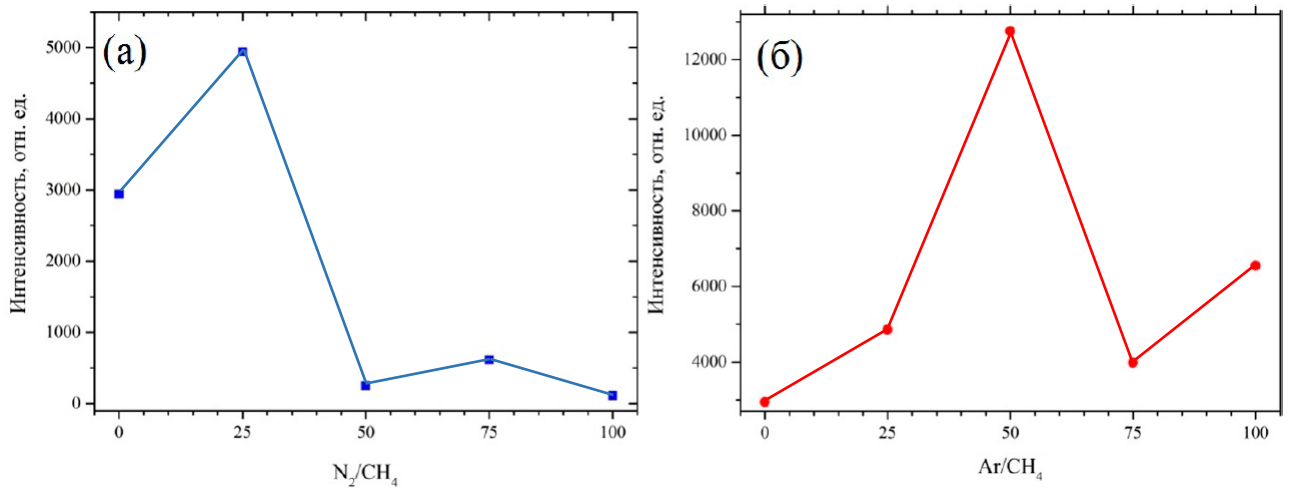 (а)
Интенсивность, отн. ед.
5000
4000
3000
2000
1000
0
0 25 50 75 100
N₂/CH₄
(б)
Интенсивность, отн. ед.
12000
10000
8000
6000
4000
0 25 50 75 100
Ar/CH₄